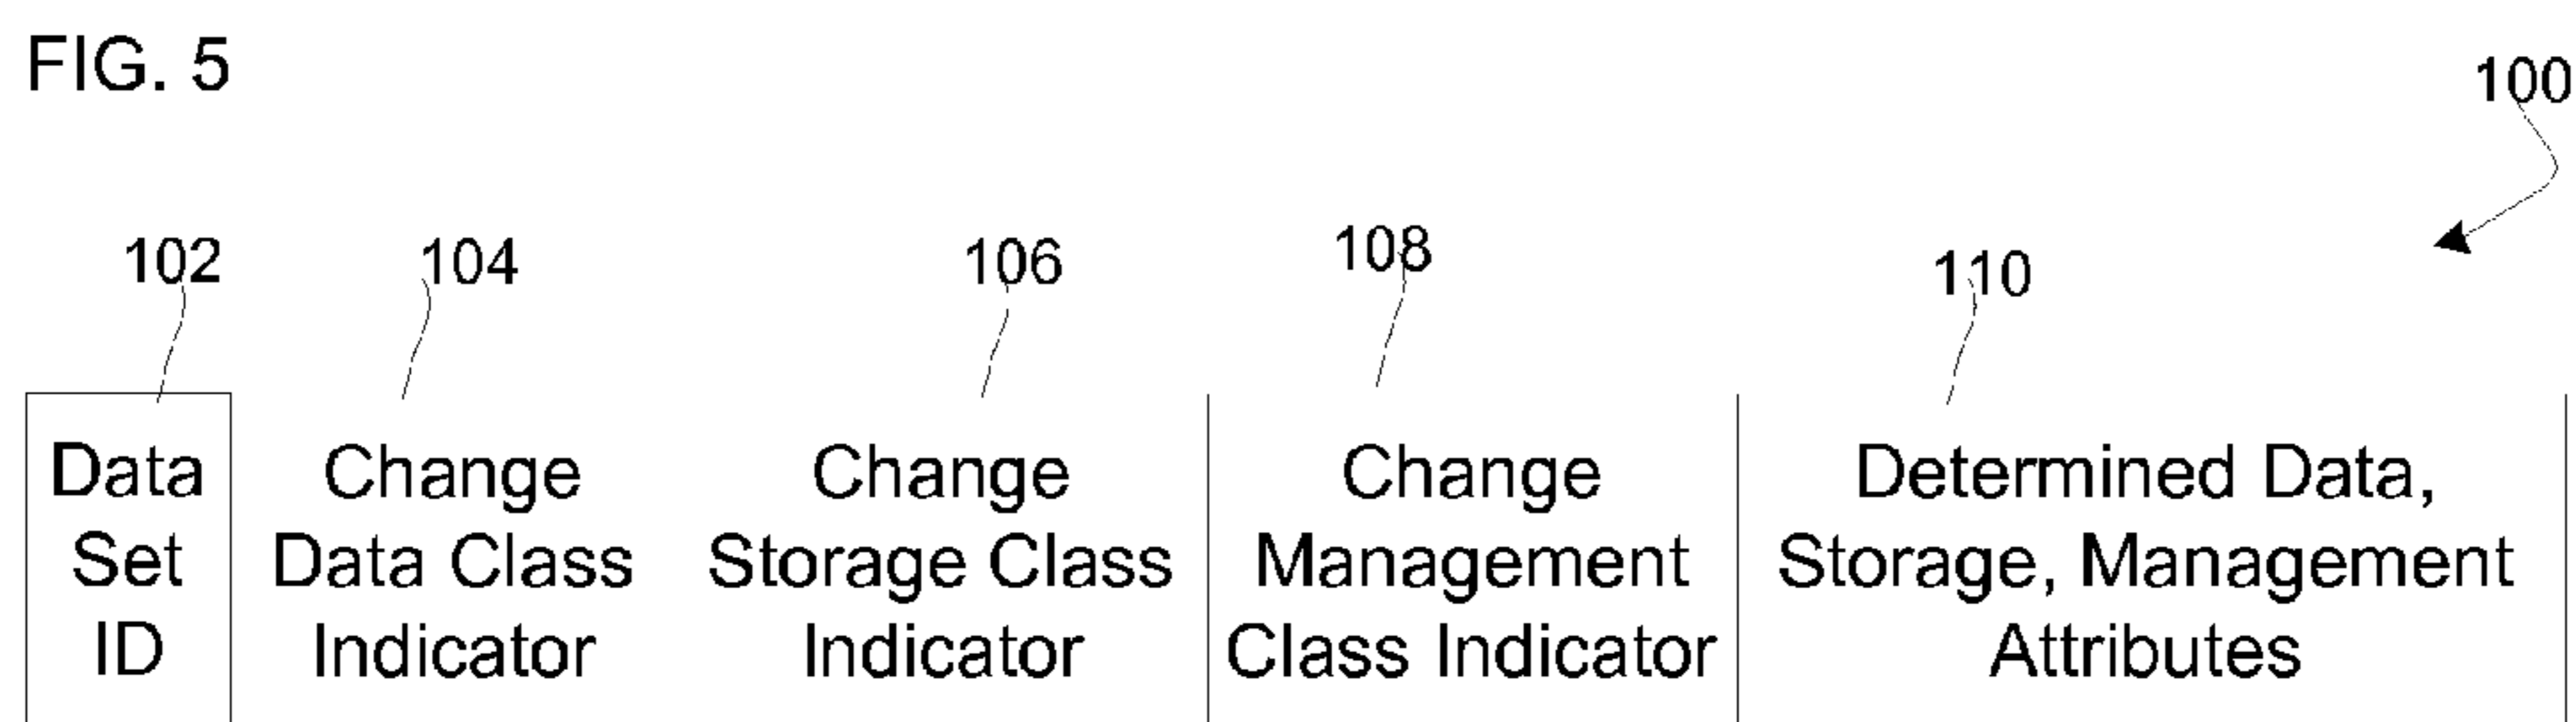 FIG. 5
100
102
104
106
108
110
Data
Set
ID
Change
Data Class
Indicator
Change
Storage Class
Indicator
Change
Management
Class Indicator
Determined Data,
Storage, Management
Attributes